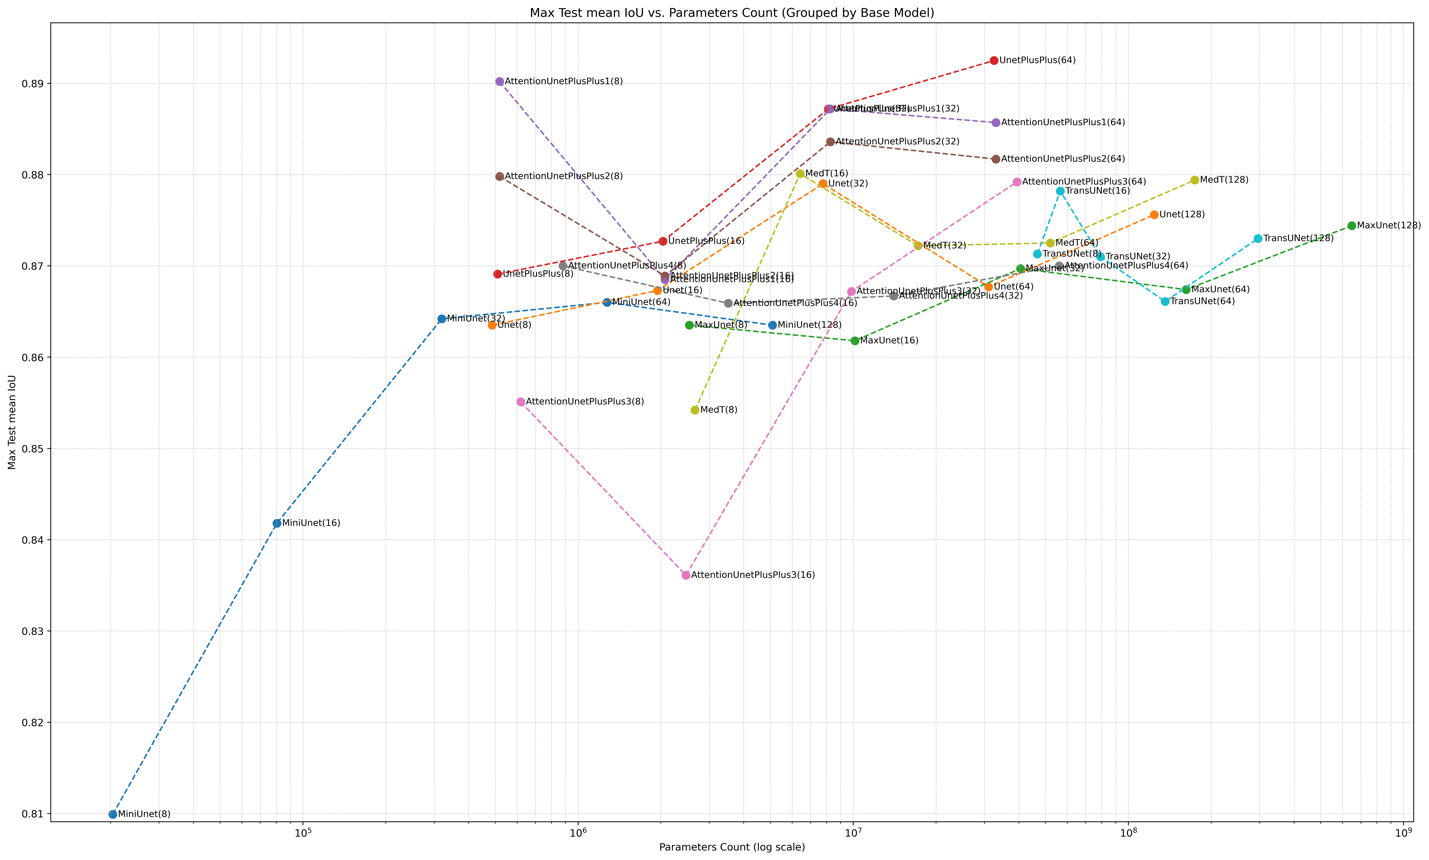 Max Test mean IoU vs. Parameters Count (Grouped by Base Model)
UnetPlusPlus(64)
0.89
AttentionUnetPlusPlus1(8)
AttentionUnetPlusPlus1(32)
AttentionUnetPlusPlus1(64)
AttentionUnetPlusPlus2(32)
AttentionUnetPlusPlus2(64)
0.88
AttentionUnetPlusPlus2(8)
MedT(16)
Unet(32)
AttentionUnetPlusPlus3(64)
MedT(128)
TransUNet(16)
Unet(128)
MaxUnet(128)
UnetPlusPlus(16)
MedT(32)
MedT(64)
TransUNet(128)
TransUNet(8)
TransUNet(32)
0.87
UnetPlusPlus(8)
AttentionUnetPlusPlus4(8)
AttentionUnetPlusPlus2(16)
AttentionUnetPlusPlus1(16)
MaxUnet(32)
AttentionUnetPlusPlus4(64)
Unet(16)
AttentionUnetPlusPlus3(32)
AttentionUnetPlusPlus4(32)
Unet(64)
MaxUnet(64)
MiniUnet(64)
AttentionUnetPlusPlus4(16)
TransUNet(64)
MiniUnet(32)
Unet(8)
MaxUnet(8)
MiniUnet(128)
MaxUnet(16)
0.86
AttentionUnetPlusPlus3(8)
MedT(8)
0.85
Max Test mean IoU
MiniUnet(16)
0.84
AttentionUnetPlusPlus3(16)
0.83
0.82
0.81
MiniUnet(8)
10⁵
10⁶
10⁷
10⁸
10⁹
Parameters Count (log scale)